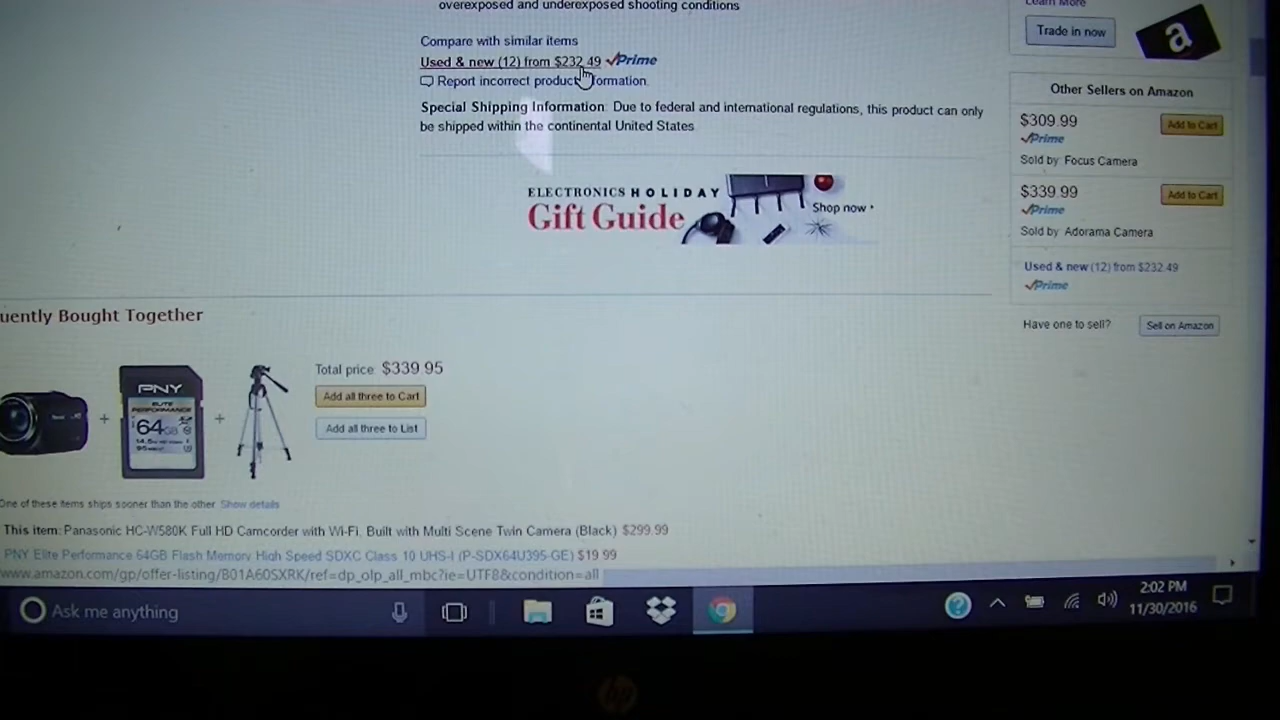 overexposed and underexposed shooting conditions
Compare with similar items
Used & new (12) from $232.49 Prime
Report incorrect product formation.
Special Shipping Information: Due to federal and international regulations, this product can only
be shipped within the continental United States
ELECTRONICS HOLIDAY
Gift Guide
Shop now
Learn More
Trade in now
a
Other Sellers on Amazon
$309.99
Add to Cart
Prime
Sold by: Focus Camera
$339.99
Add to Cart
Prime
Sold by: Adorama Camera
Used & new (12) from $232.49
Prime
Have one to sell?
Sell on Amazon
uently Bought Together
Total price: $339.95
Add all three to Cart
Add all three to List
PNY
ELITE
PERFORMANCE
64GB
One of these items ships sooner than the other. Show details
This item: Panasonic HC-W580K Full HD Camcorder with Wi-Fi, Built with Multi Scene Twin Camera (Black) $299.99
PNY Elite Performance 64GB Flash Memory High Speed SDXC Class 10 UHS-I (P-SDX64U395-GE) $19.99
www.amazon.com/gp/offer-listing/B01A60SXRK/ref=dp_olp_all_mbc?ie=UTF8&condition=all
Ask me anything
2:02 PM
11/30/2016
hp